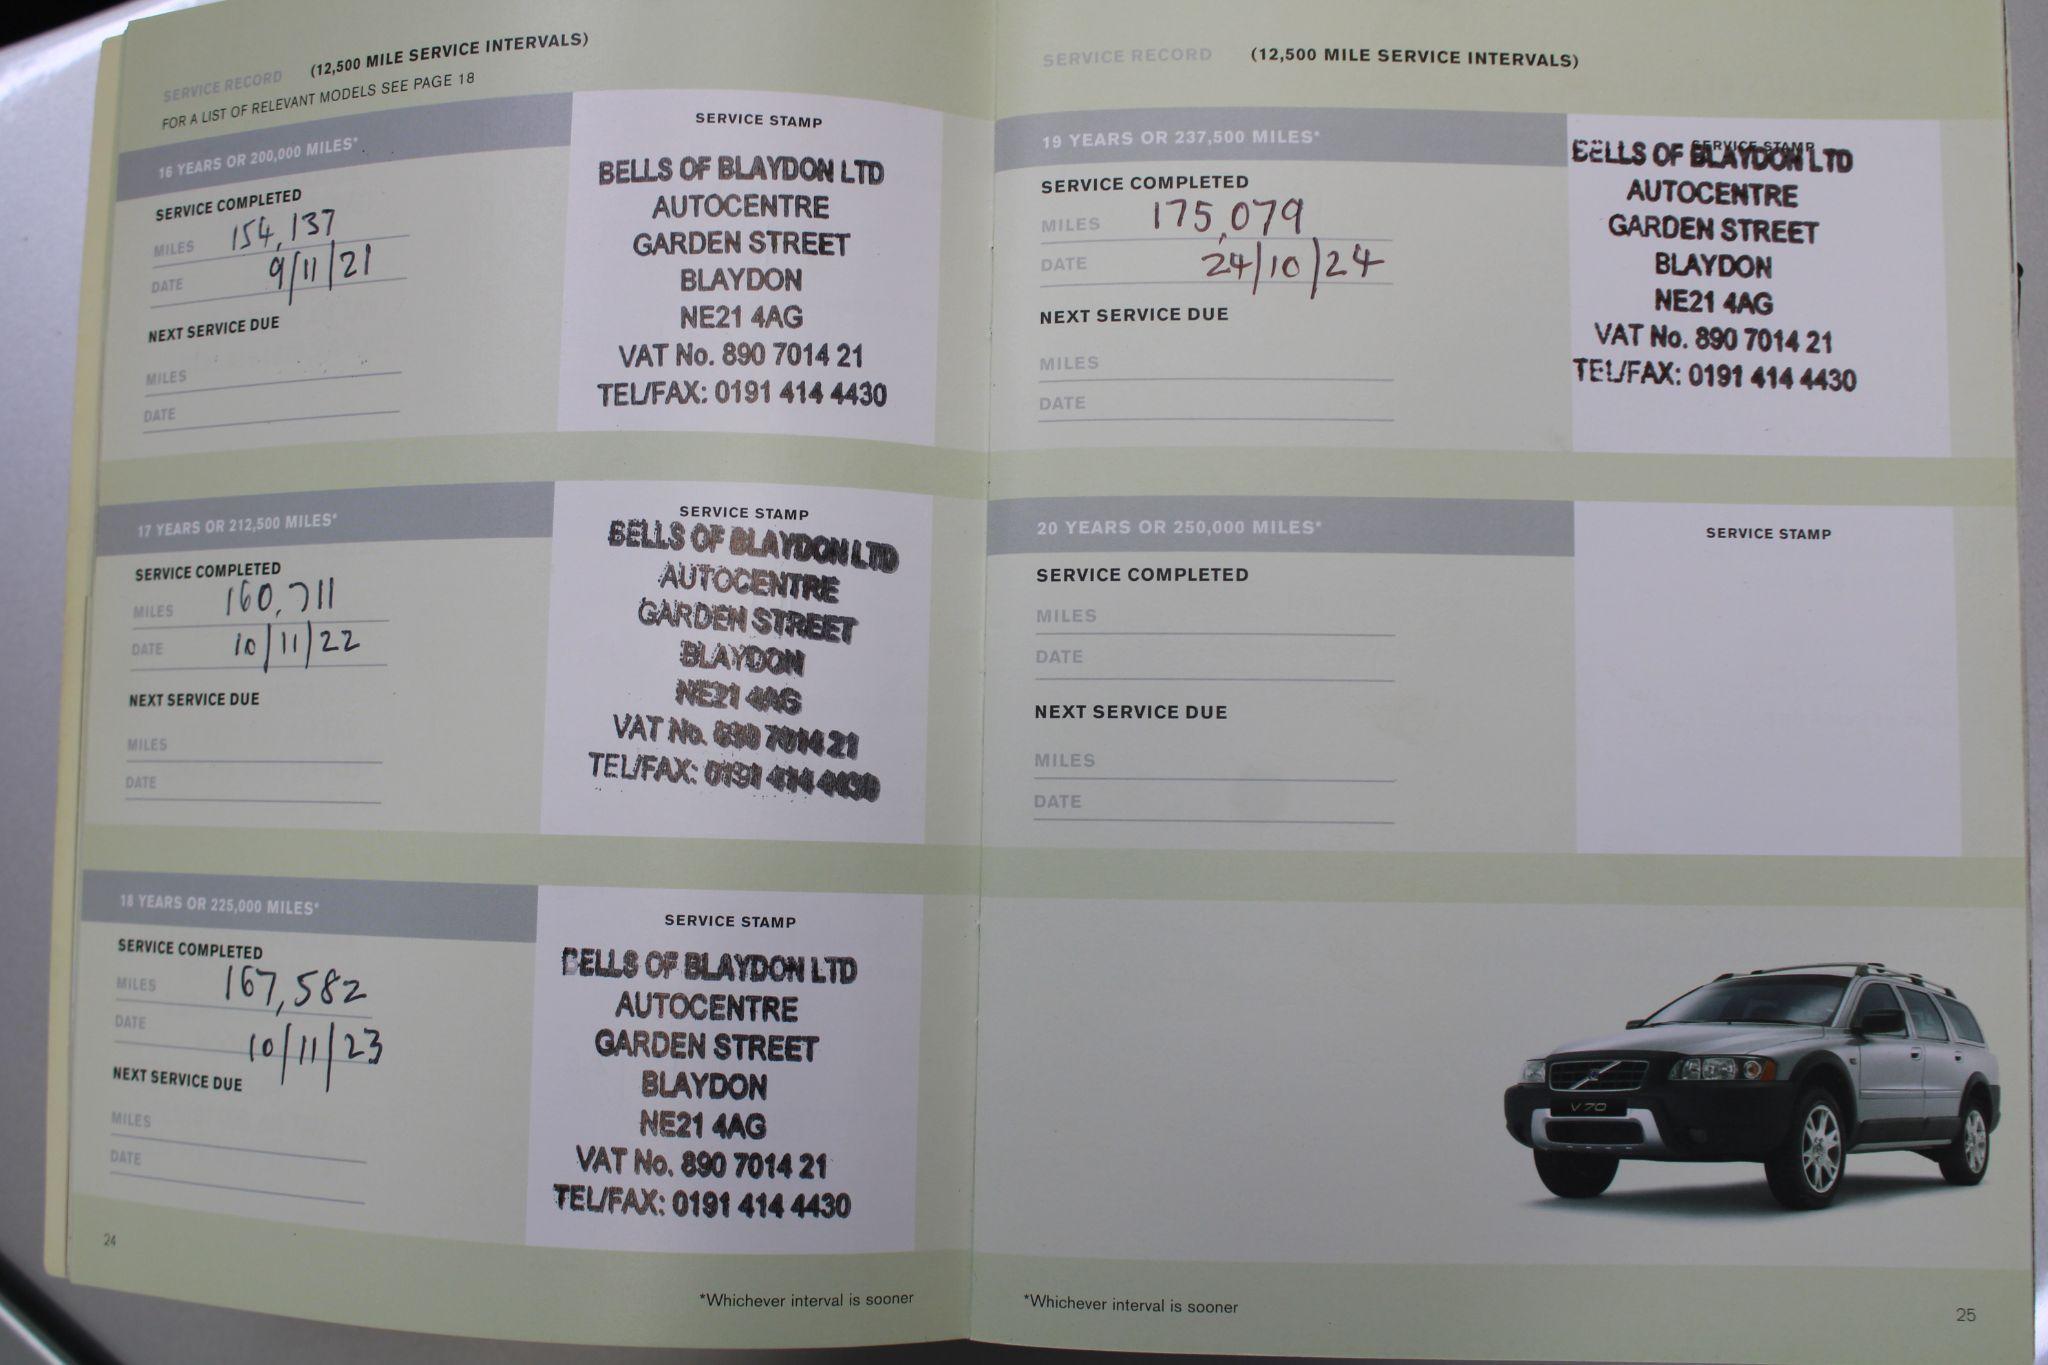 SERVICE RECORD (12,500 MILE SERVICE INTERVALS)
FOR A LIST OF RELEVANT MODELS SEE PAGE 18
16 YEARS OR 200,000 MILES*
SERVICE COMPLETED
MILES 154,137
DATE 9/11/21
NEXT SERVICE DUE
MILES
DATE
SERVICE STAMP
BELLS OF BLAYDON LTD
AUTOCENTRE
GARDEN STREET
BLAYDON
NE21 4AG
VAT No. 890 7014 21
TEL/FAX: 0191 414 4430
17 YEARS OR 212,500 MILES*
SERVICE COMPLETED
MILES 160,711
DATE 10/11/22
NEXT SERVICE DUE
MILES
DATE
SERVICE STAMP
BELLS OF BLAYDON LTD
AUTOCENTRE
GARDEN STREET
BLAYDON
NE21 4AG
VAT No. 890 7014 21
TEL/FAX: 0191 414 4430
18 YEARS OR 225,000 MILES*
SERVICE COMPLETED
MILES 167,582
DATE 10/11/23
NEXT SERVICE DUE
MILES
DATE
SERVICE STAMP
BELLS OF BLAYDON LTD
AUTOCENTRE
GARDEN STREET
BLAYDON
NE21 4AG
VAT No. 890 7014 21
TEL/FAX: 0191 414 4430
24
*Whichever interval is sooner
SERVICE RECORD (12,500 MILE SERVICE INTERVALS)
19 YEARS OR 237,500 MILES*
SERVICE COMPLETED
MILES 175,079
DATE 24/10/24
NEXT SERVICE DUE
MILES
DATE
SERVICE STAMP
BELLS OF BLAYDON LTD
AUTOCENTRE
GARDEN STREET
BLAYDON
NE21 4AG
VAT No. 890 7014 21
TEL/FAX: 0191 414 4430
20 YEARS OR 250,000 MILES*
SERVICE COMPLETED
MILES
DATE
NEXT SERVICE DUE
MILES
DATE
SERVICE STAMP
V70
*Whichever interval is sooner
25